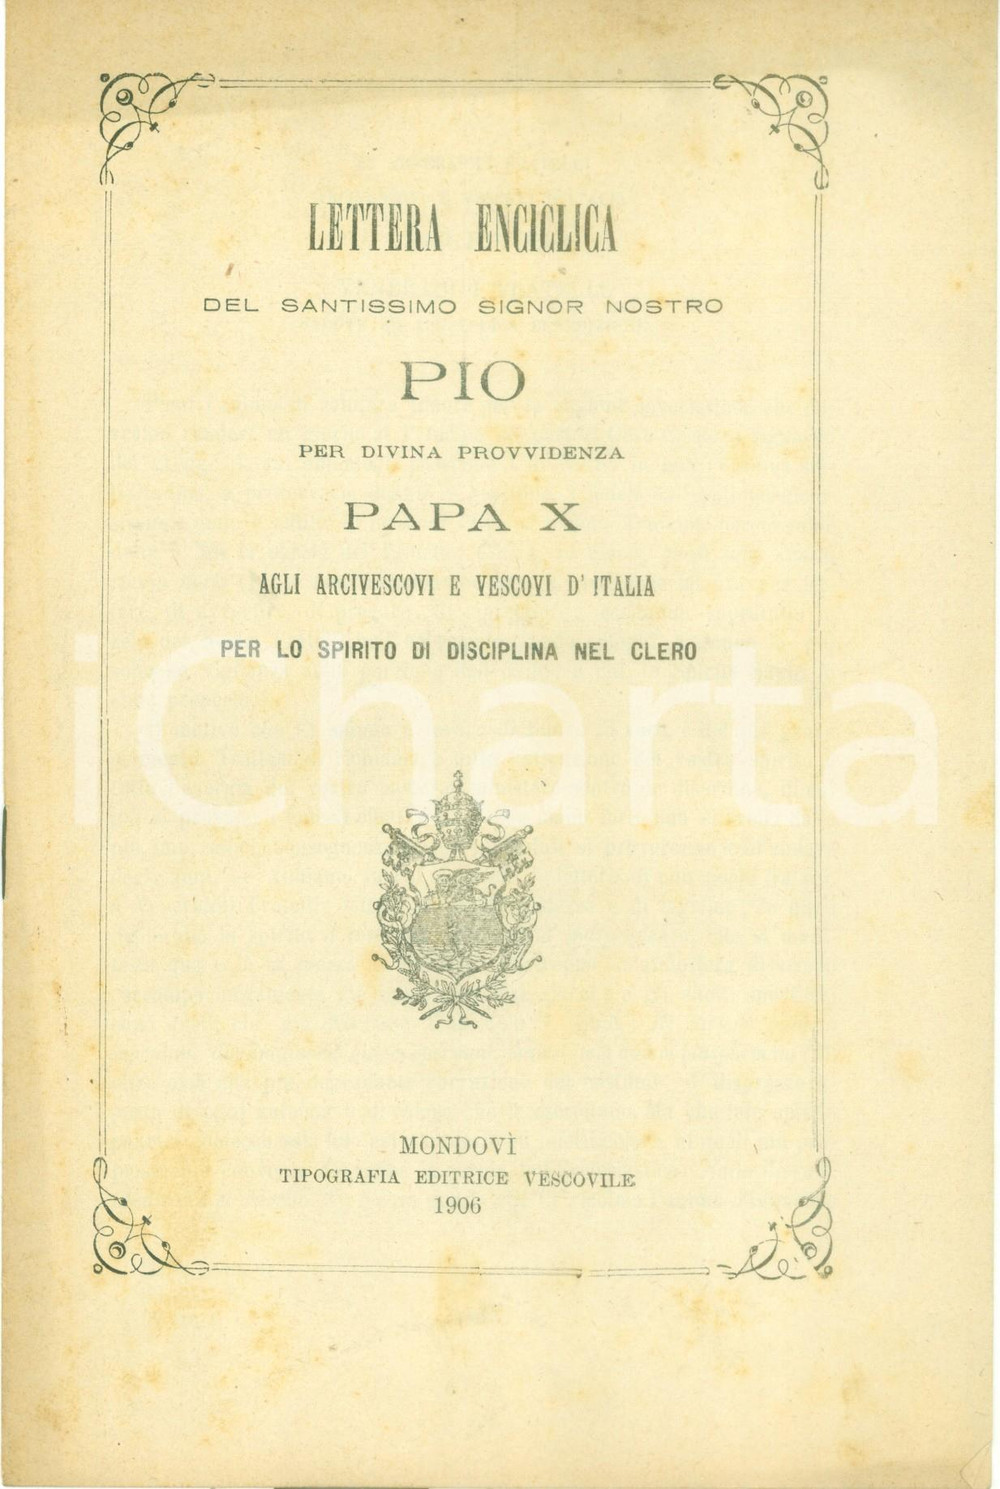 LETTERA ENCICLICA
DEL SANTISSIMO SIGNOR NOSTRO
PIO
PER DIVINA PROVVIDENZA
PAPA X
AGLI ARCIVESCOVI E VESCOVI D' ITALIA
PER LO SPIRITO DI DISCIPLINA NEL CLERO
iCharta
MONDOVÌ
TIPOGRAFIA EDITRICE VESCOVILE
1906